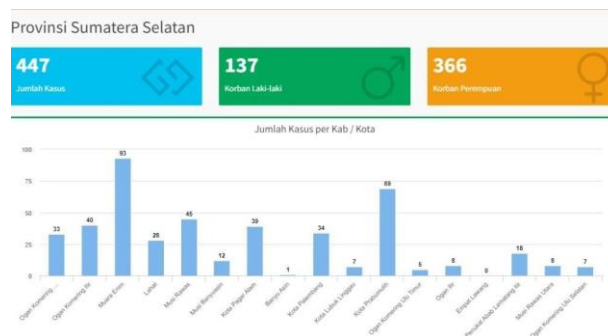 Provinsi Sumatera Selatan
447
Jumlah Kasus
137
Korban Laki-laki
366
Korban Perempuan
Jumlah Kasus per Kab / Kota
100
75
50
25
0
33
40
93
28
45
12
39
1
34
7
69
5
8
0
18
8
7
Ogan Komering ...
Ogan Komering Ilir
Muara Enim
Lahat
Musi Rawas
Musi Banyuasin
Kota Pagar Alam
Banyu Asin
Kota Palembang
Kota Lubuk Linggau
Kota Prabumulih
Ogan Komering Ulu Timur
Ogan Ilir
Empat Lawang
Penukal Abab Lematang Ilir
Musi Rawas Utara
Ogan Komering Ulu Selatan